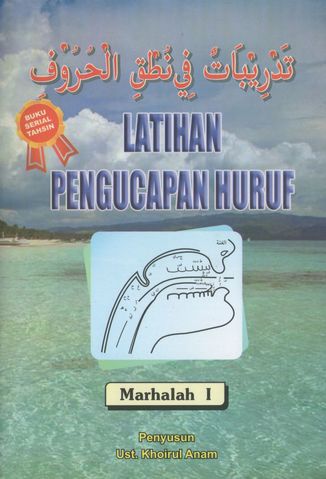 تَدْرِيْبَاتٌ فِيْ نُطْقِ الْحُرُوْفِ
BUKU
SERIAL
TAHSIN
LATIHAN
PENGUCAPAN HURUF
Marhalah I
Penyusun
Ust. Khoirul Anam